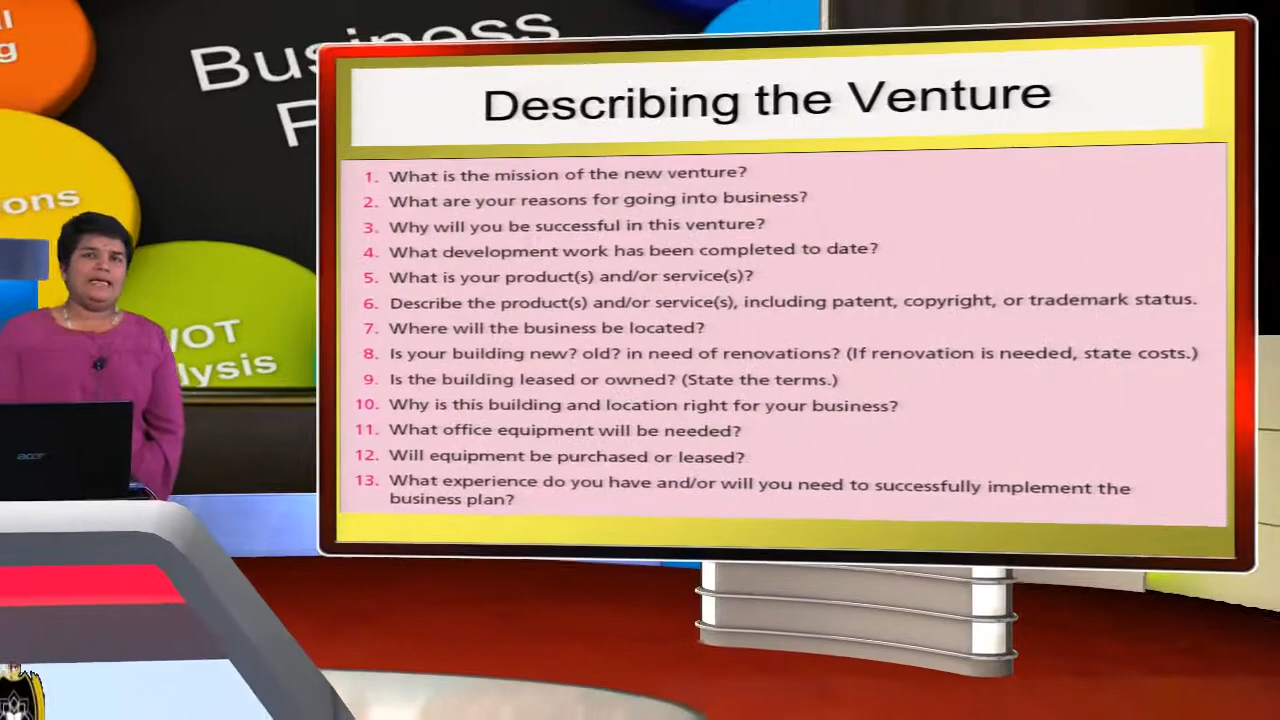 Business
Describing the Venture
1. What is the mission of the new venture?
2. What are your reasons for going into business?
3. Why will you be successful in this venture?
4. What development work has been completed to date?
5. What is your product(s) and/or service(s)?
6. Describe the product(s) and/or service(s), including patent, copyright, or trademark status.
7. Where will the business be located?
8. Is your building new? old? in need of renovations? (If renovation is needed, state costs.)
9. Is the building leased or owned? (State the terms.)
10. Why is this building and location right for your business?
11. What office equipment will be needed?
12. Will equipment be purchased or leased?
13. What experience do you have and/or will you need to successfully implement the
business plan?
ons
OT
lysis
acer